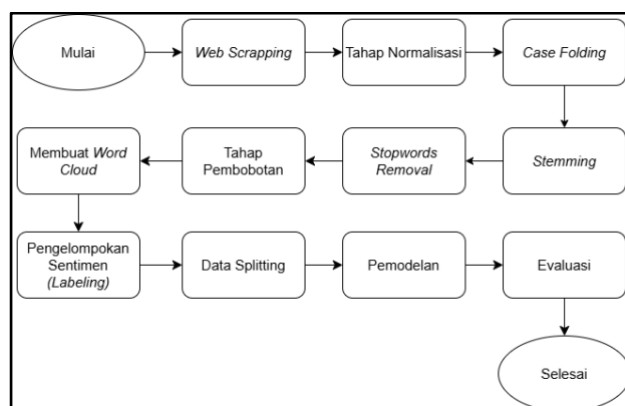 Mulai
Web Scrapping
Tahap Normalisasi
Case Folding
Stemming
Stopwords
Removal
Tahap
Pembobotan
Membuat Word
Cloud
Pengelompokan
Sentimen
(Labeling)
Data Splitting
Pemodelan
Evaluasi
Selesai